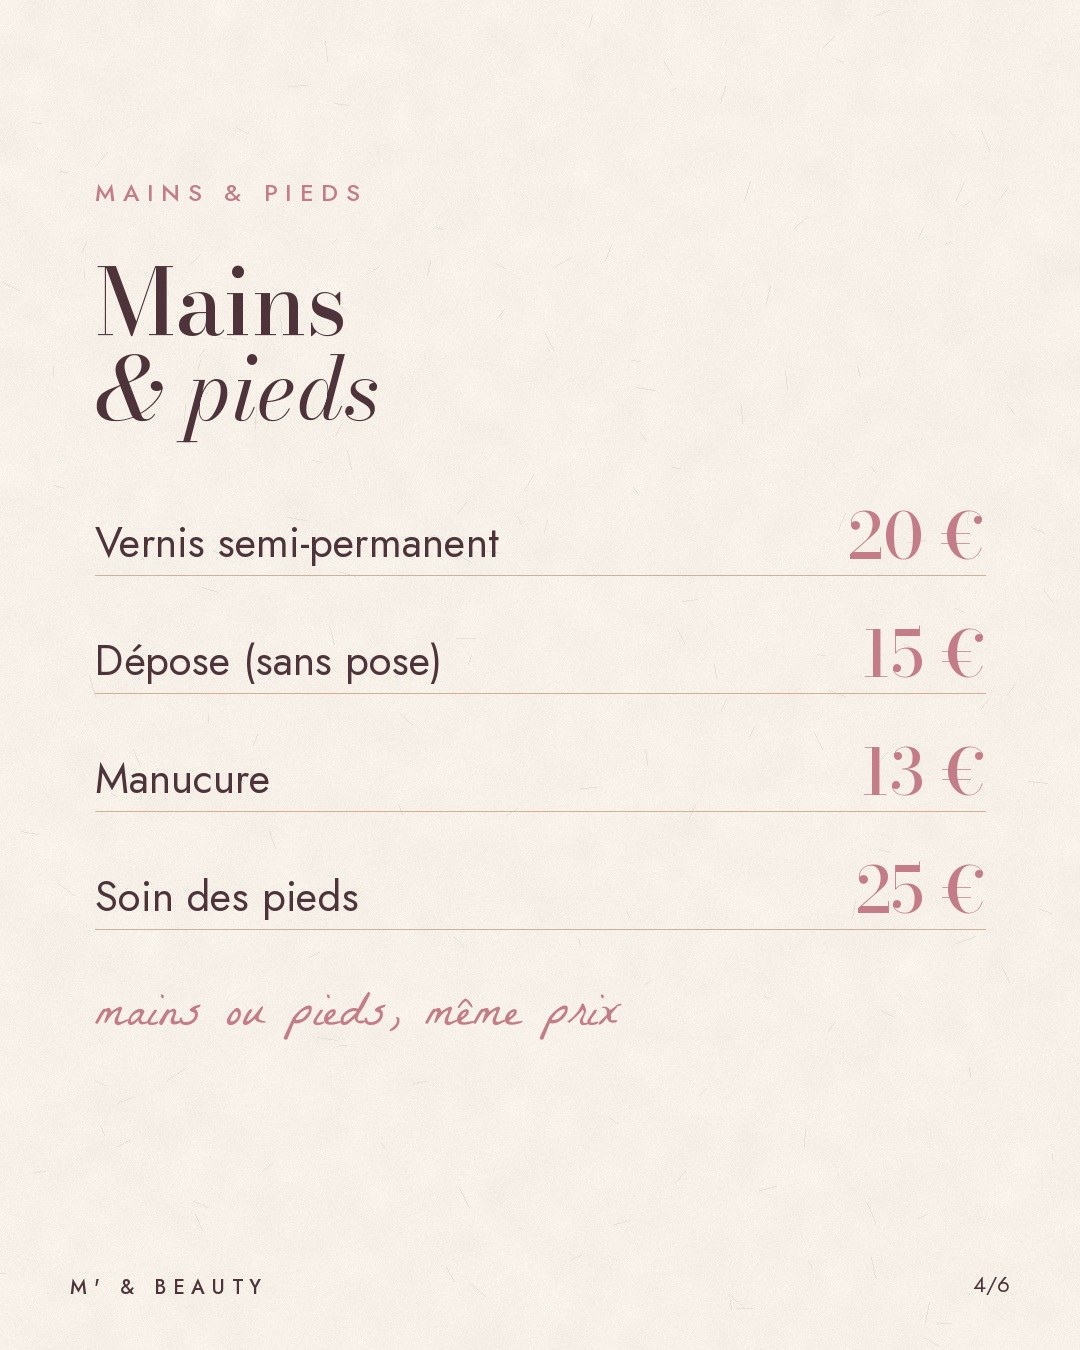 MAINS & PIEDS
Mains
& pieds
Vernis semi-permanent 20 €
Dépose (sans pose) 15 €
Manucure 13 €
Soin des pieds 25 €
mains ou pieds, même prix
M' & BEAUTY 4/6